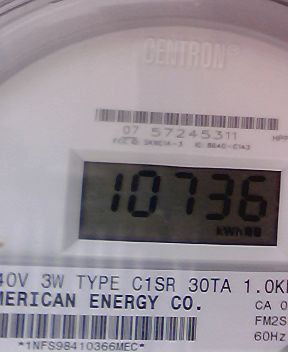 CENTRON®
07 57245311
10736
kWh
40V 3W TYPE C1SR 30TA 1.0K
MERICAN ENERGY CO.
CA 0
FM2S
60Hz
*1NFS98410366MEC*